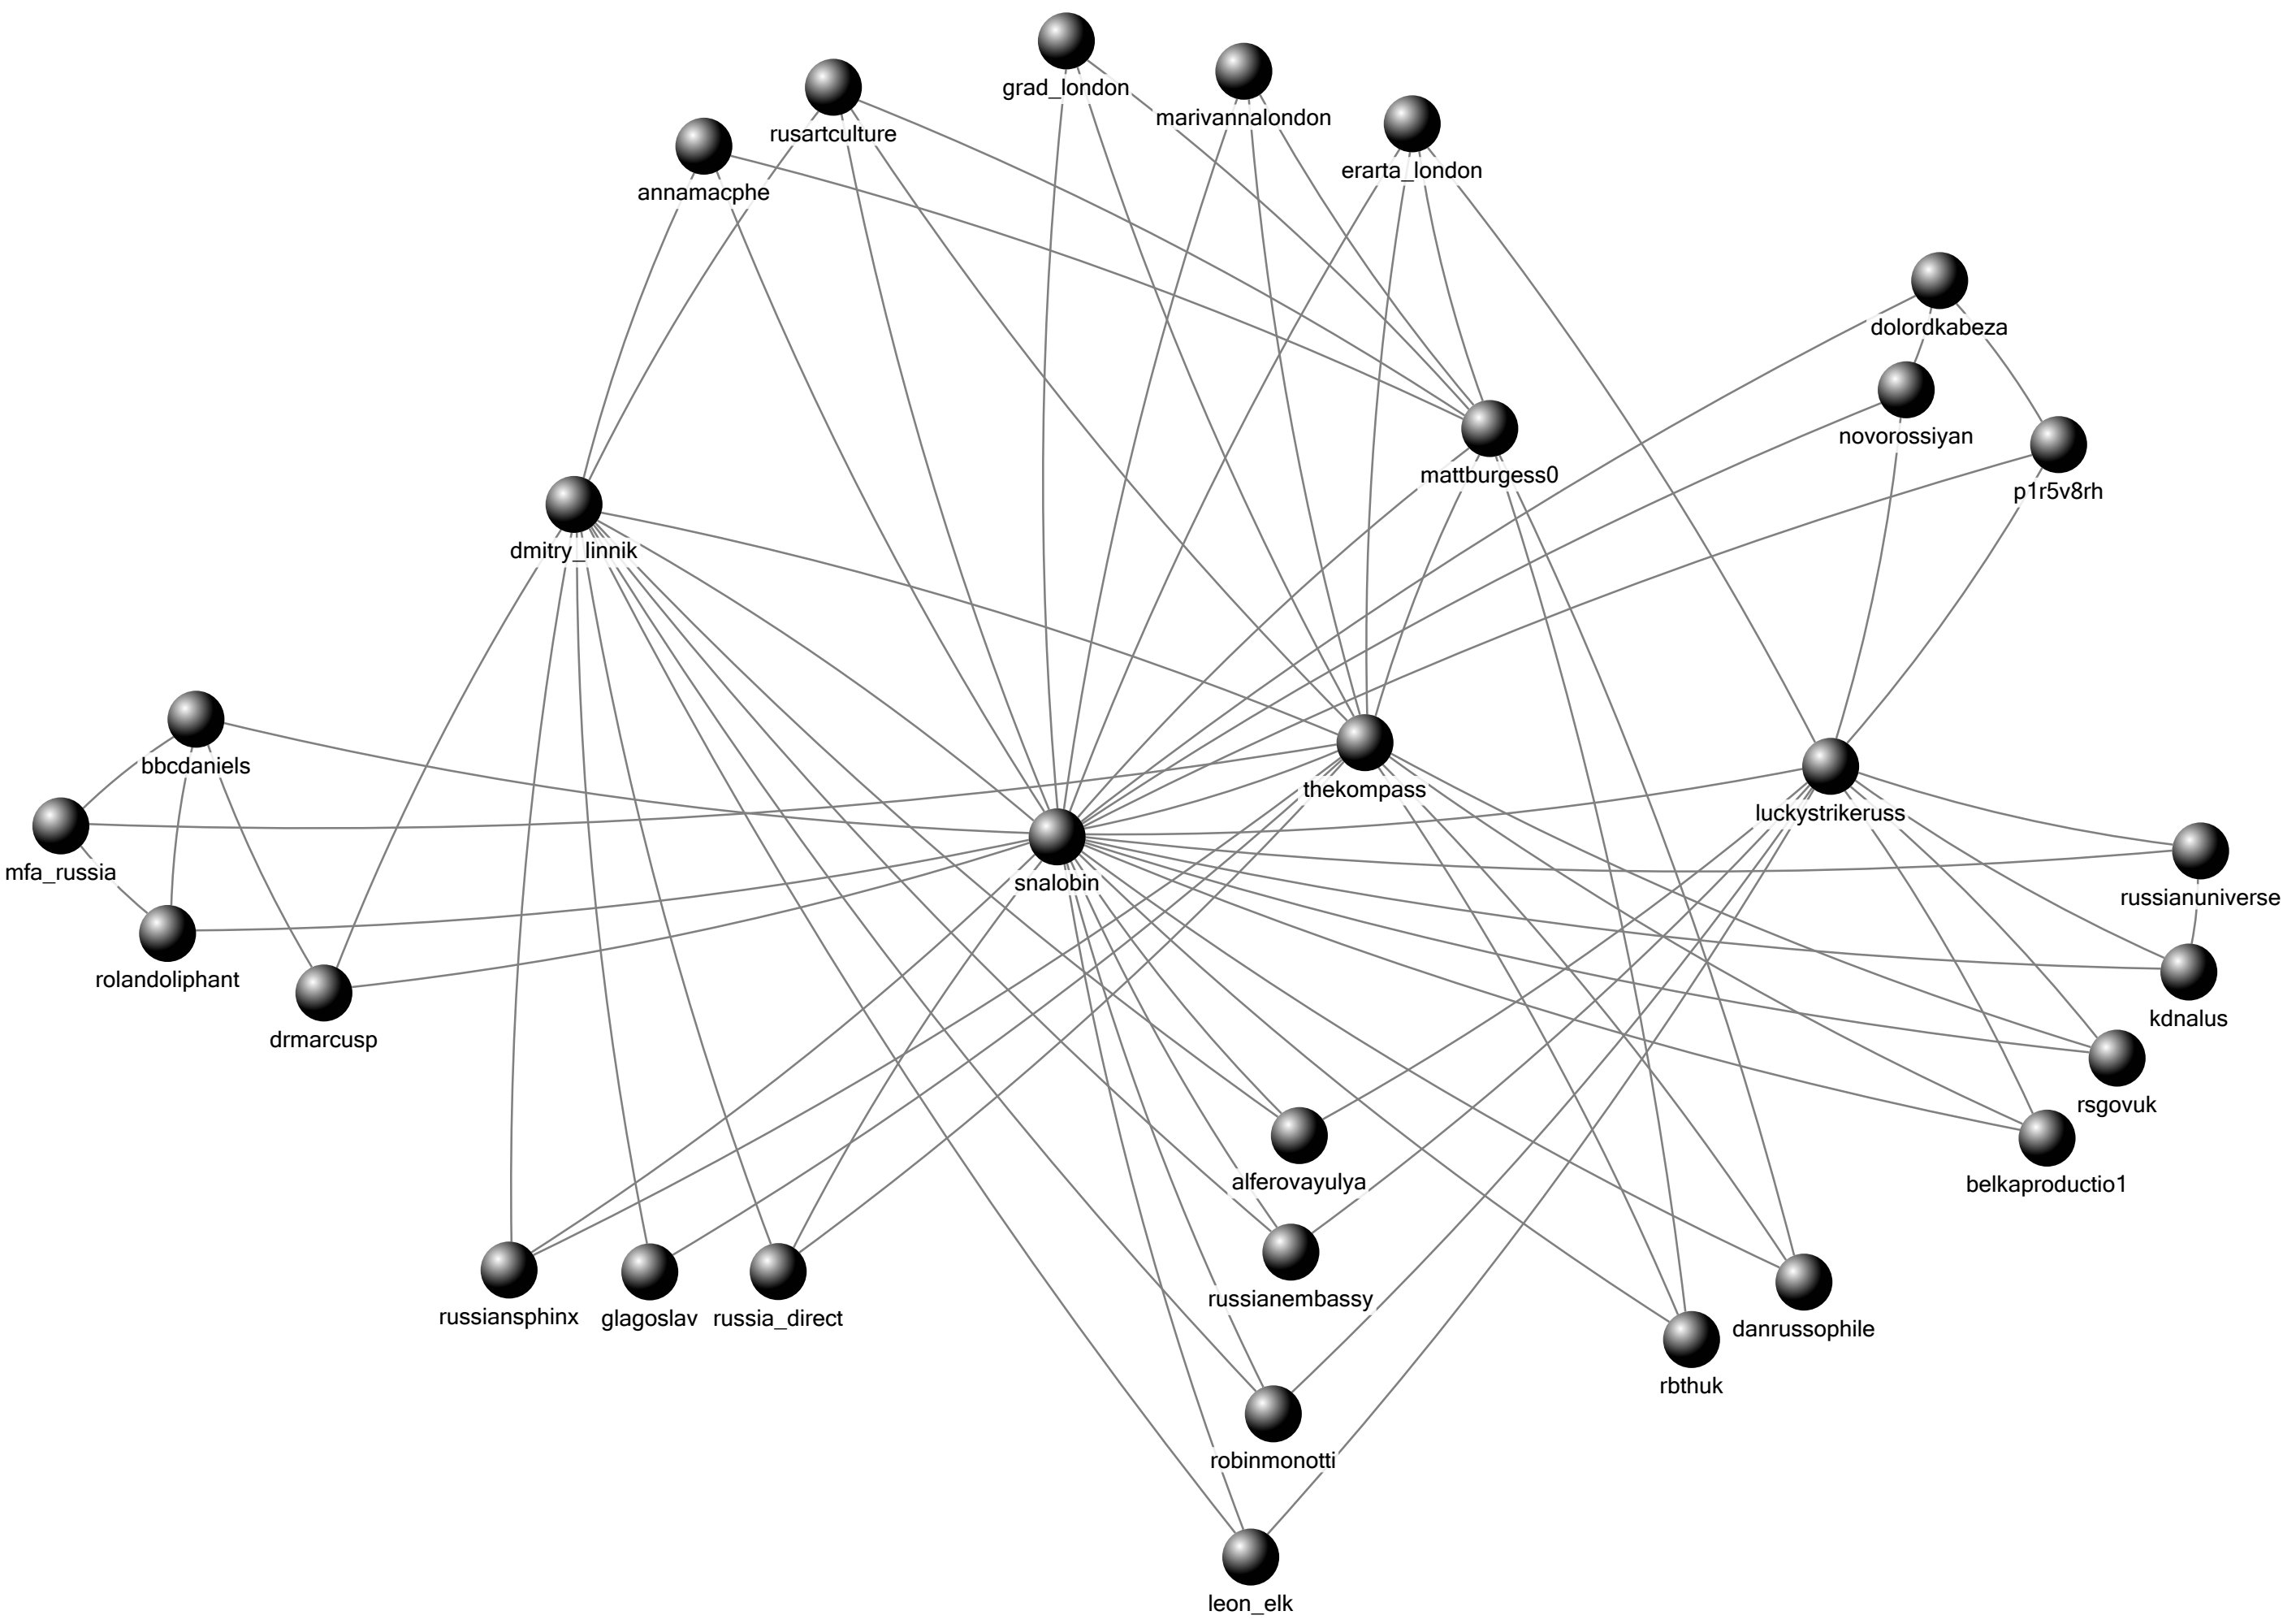 grad_london
marivannalondon
rusartculture
erarta_london
annamacphe
dolordkabeza
novorossiyan
mattburgess0
p1r5v8rh
dmitry_linnik
bbcdaniels
thekompass
luckystrikeruss
mfa_russia
snalobin
russianuniverse
rolandoliphant
kdnalus
drmarcusp
rsgovuk
alferovayulya
belkaproductio1
russianembassy
russiansphinx
glagoslav
russia_direct
danrussophile
rbthuk
robinmonotti
leon_elk